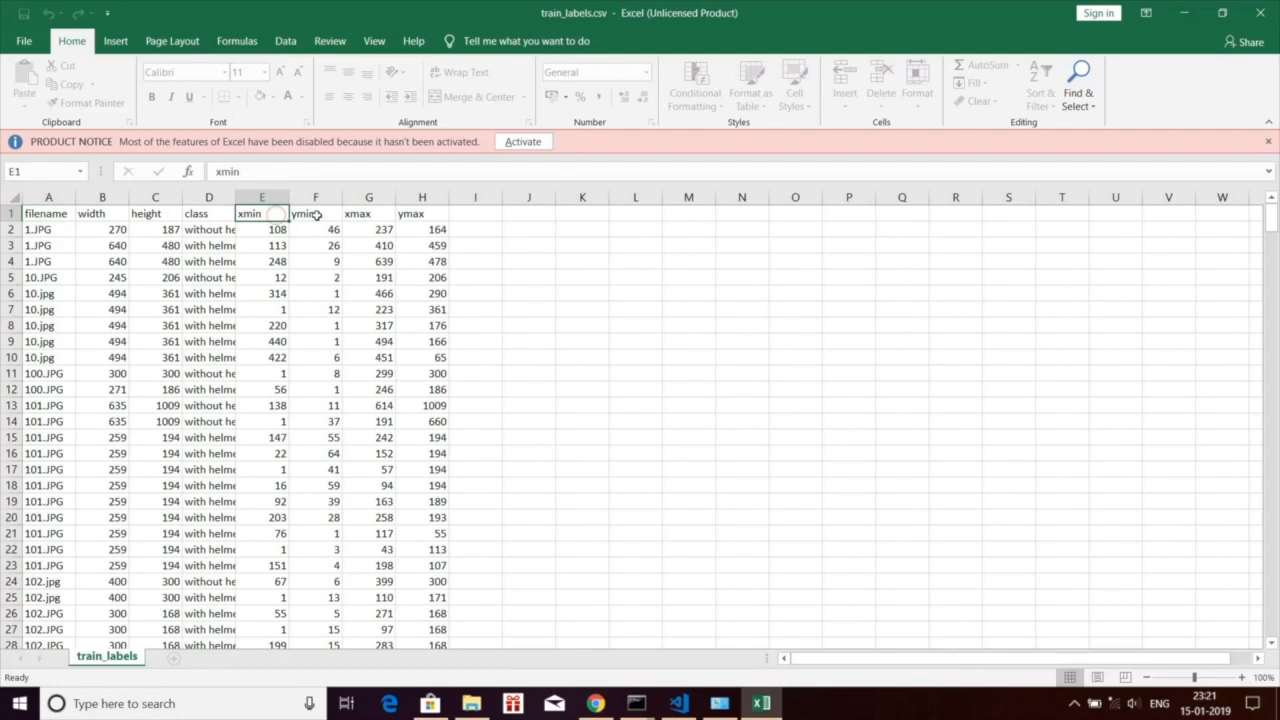 train_labels.csv - Excel (Unlicensed Product)
Sign in
File Home Insert Page Layout Formulas Data Review View Help Tell me what you want to do Share
Paste Cut Copy Format Painter Clipboard
Calibri 11 B I U Font
Wrap Text Merge & Center Alignment
General % , Number
Conditional Formatting Format as Table Cell Styles Styles
Insert Delete Format Cells
AutoSum Fill Clear Sort & Filter Find & Select Editing
PRODUCT NOTICE Most of the features of Excel have been disabled because it hasn't been activated. Activate
E1 fx xmin
A B C D E F G H I J K L M N O P Q R S T U V W
1 filename width height class xmin ymin xmax ymax
2 1.JPG 270 187 without he 108 46 237 164
3 1.JPG 640 480 with helme 113 26 410 459
4 1.JPG 640 480 with helme 248 9 639 478
5 10.JPG 245 206 without he 12 2 191 206
6 10.jpg 494 361 with helme 314 1 466 290
7 10.jpg 494 361 with helme 1 12 223 361
8 10.jpg 494 361 with helme 220 1 317 176
9 10.jpg 494 361 with helme 440 1 494 166
10 10.jpg 494 361 with helme 422 6 451 65
11 100.JPG 300 300 without he 1 8 299 300
12 100.JPG 271 186 with helme 56 1 246 186
13 101.JPG 635 1009 without he 138 11 614 1009
14 101.JPG 635 1009 without he 1 37 191 660
15 101.JPG 259 194 with helme 147 55 242 194
16 101.JPG 259 194 with helme 22 64 152 194
17 101.JPG 259 194 with helme 1 41 57 194
18 101.JPG 259 194 with helme 16 59 94 194
19 101.JPG 259 194 with helme 92 39 163 189
20 101.JPG 259 194 with helme 203 28 258 193
21 101.JPG 259 194 with helme 76 1 117 55
22 101.JPG 259 194 with helme 1 3 43 113
23 101.JPG 259 194 with helme 151 4 198 107
24 102.jpg 400 300 without he 67 6 399 300
25 102.jpg 400 300 with helme 1 13 110 171
26 102.JPG 300 168 with helme 55 5 271 168
27 102.JPG 300 168 with helme 1 15 97 168
28 102.JPG 300 168 with helme 199 15 283 168
train_labels
Ready 100%
Type here to search ENG 23:21
15-01-2019